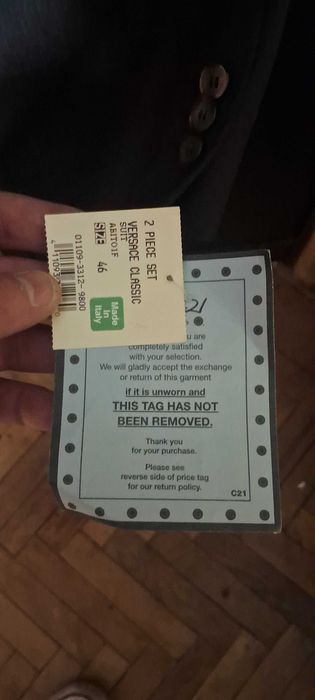 2 PIECE SET
VERSACE CLASSIC
SUIT
ABITO1F
SIZE 46
01109-3312- 9800
Made
In
Italy
21
u are
completely satisfied
with your selection.
We will gladly accept the exchange
or return of this garment
if it is unworn and
THIS TAG HAS NOT
BEEN REMOVED.
Thank you
for your purchase.
Please see
reverse side of price tag
for our return policy.
C21